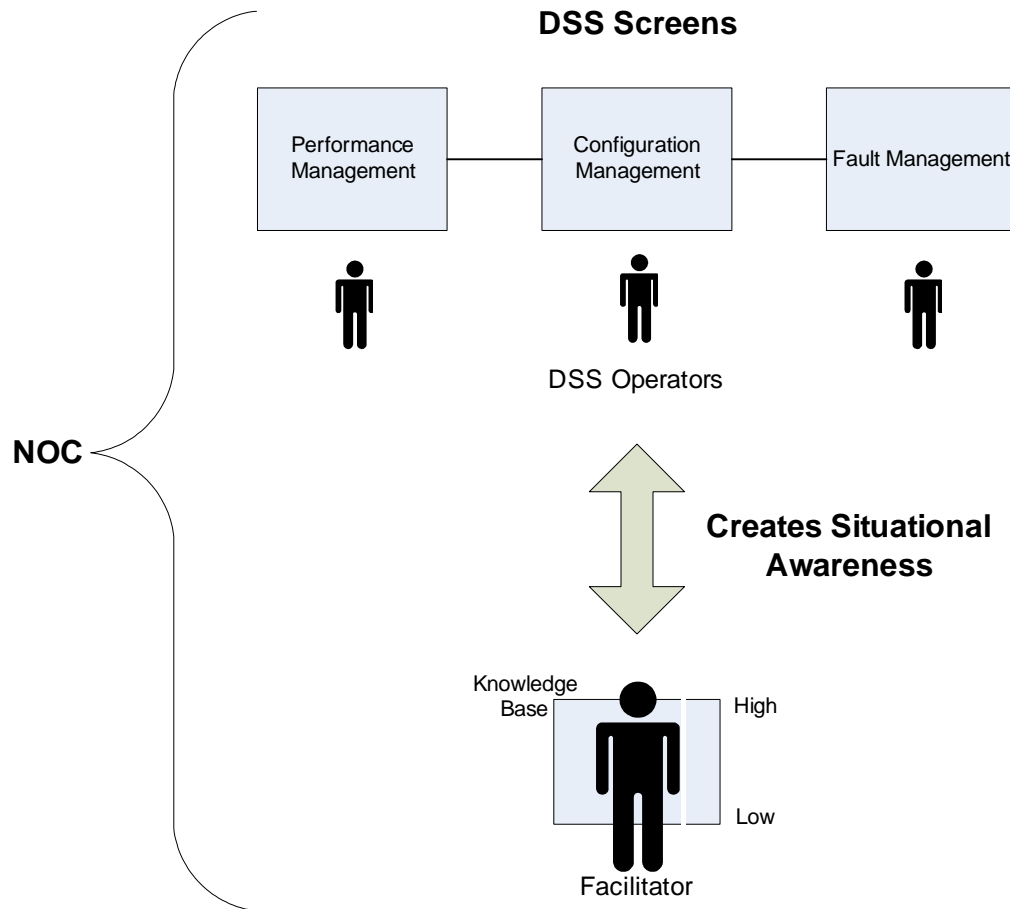 DSS Screens
Performance
Management
Configuration
Management
Fault Management
DSS Operators
NOC
Creates Situational
Awareness
Knowledge
Base
High
Low
Facilitator